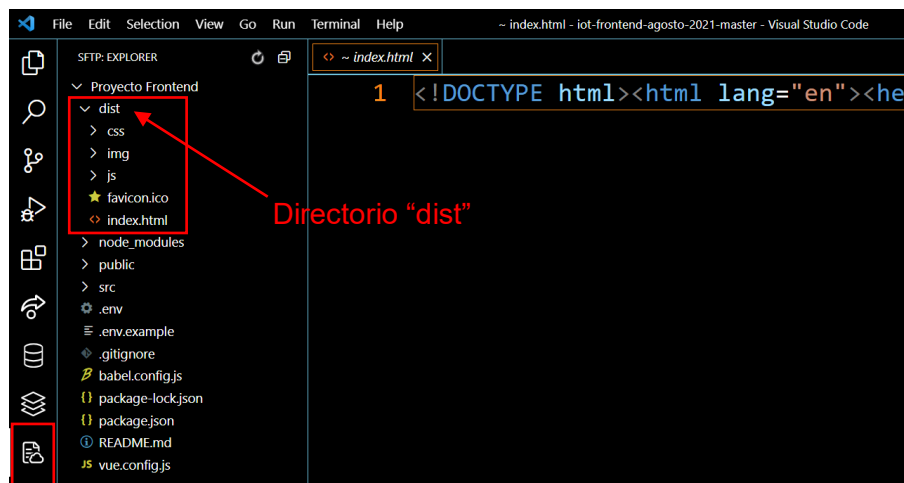 File Edit Selection View Go Run Terminal Help ~ index.html - iot-frontend-agosto-2021-master - Visual Studio Code
SFTP: EXPLORER
<> ~ index.html ×
Proyecto Frontend
1 <!DOCTYPE html><html lang="en"><he
dist
css
img
js
favicon.ico
<> index.html
Directorio “dist”
node_modules
public
src
.env
.env.example
.gitignore
babel.config.js
{} package-lock.json
{} package.json
README.md
JS vue.config.js